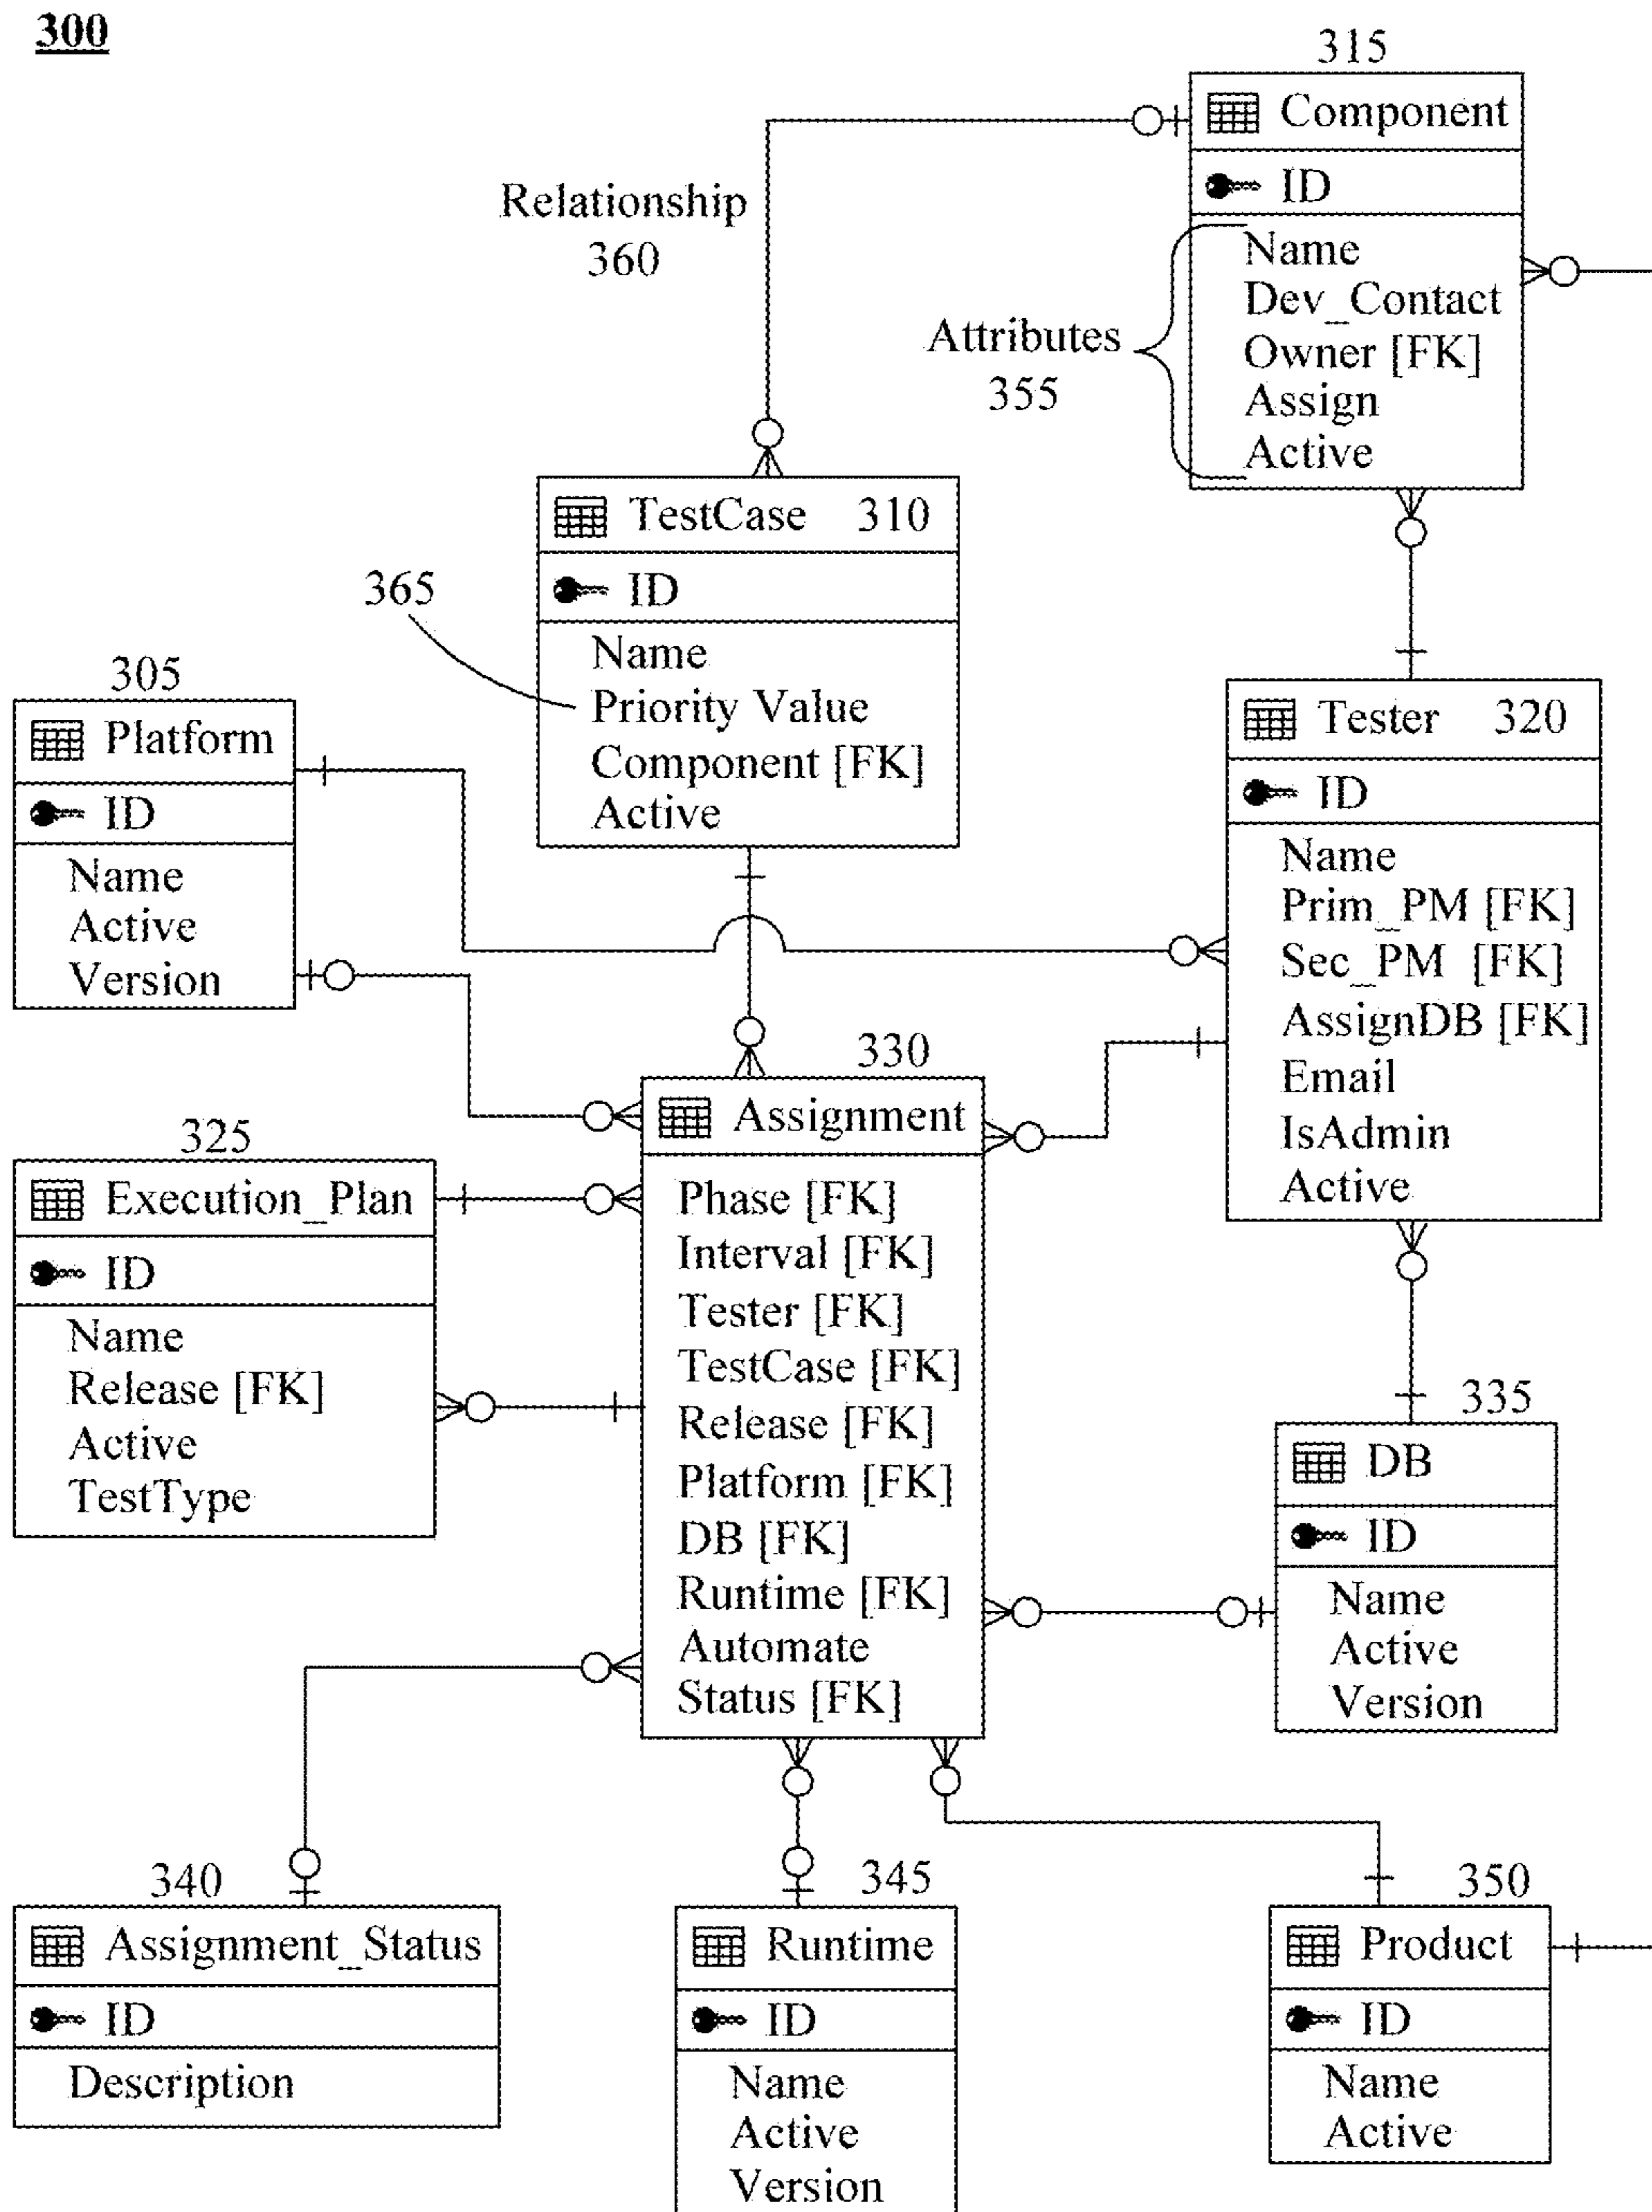 300
315
Component
ID
Name
Dev_Contact
Owner [FK]
Assign
Active
Relationship
360
Attributes
355
TestCase 310
ID
Name
Priority Value
Component [FK]
Active
365
305
Platform
ID
Name
Active
Version
Tester 320
ID
Name
Prim_PM [FK]
Sec_PM [FK]
AssignDB [FK]
Email
IsAdmin
Active
325
Execution_Plan
ID
Name
Release [FK]
Active
TestType
330
Assignment
Phase [FK]
Interval [FK]
Tester [FK]
TestCase [FK]
Release [FK]
Platform [FK]
DB [FK]
Runtime [FK]
Automate
Status [FK]
335
DB
ID
Name
Active
Version
340
Assignment_Status
ID
Description
345
Runtime
ID
Name
Active
Version
350
Product
ID
Name
Active